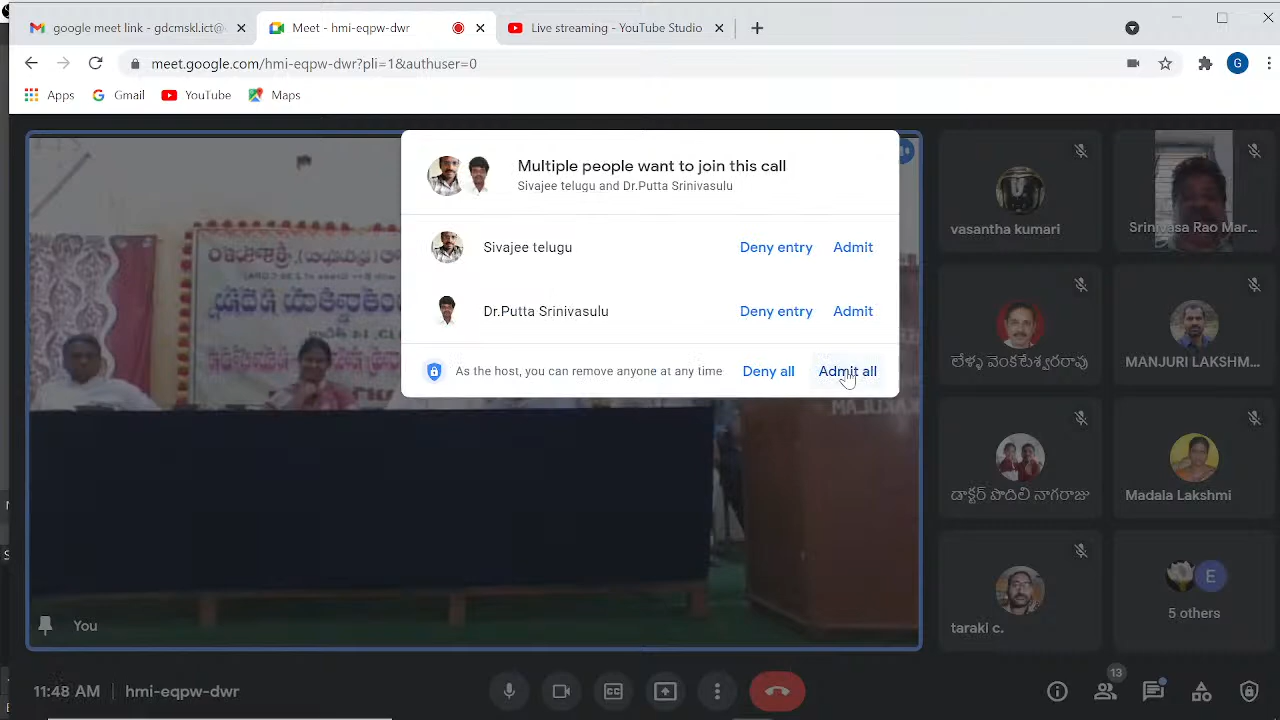 google meet link - gdcmskl.ict@
Meet - hmi-eqpw-dwr
Live streaming - YouTube Studio
meet.google.com/hmi-eqpw-dwr?pli=1&authuser=0
G
Apps
Gmail
YouTube
Maps
Multiple people want to join this call
Sivajee telugu and Dr.Putta Srinivasulu
Sivajee telugu
Deny entry
Admit
Dr.Putta Srinivasulu
Deny entry
Admit
As the host, you can remove anyone at any time
Deny all
Admit all
vasantha kumari
Srinivasa Rao Mar...
లేళ్ళ వెంకటేశ్వరరావు
MANJURI LAKSHM...
డాక్టర్ పొదిలి నాగరాజు
Madala Lakshmi
taraki c.
E
5 others
You
11:48 AM | hmi-eqpw-dwr
13